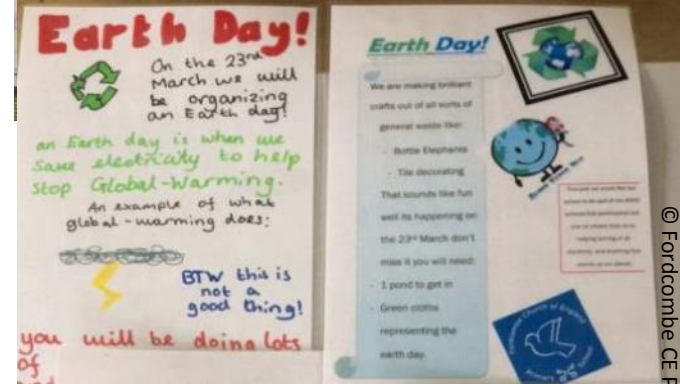 Earth Day!
On the 23rd
March we will
be organizing
an Earth day!
an Earth day is when we
save electricity to help
stop Global-Warming.
An example of what
global-warming does:
BTW this is
not a
good thing!
you will be doing lots
of
Earth Day!
We are making brilliant
crafts out of all sorts of
general waste like:
- Bottle Elephants
- Tile decorating
That sounds like fun
well its happening on
the 23rd March don't
miss it you will need:
- 1 pond to get in
- Green cloths
representing the
earth day.
Church of England
© Fordcombe CE